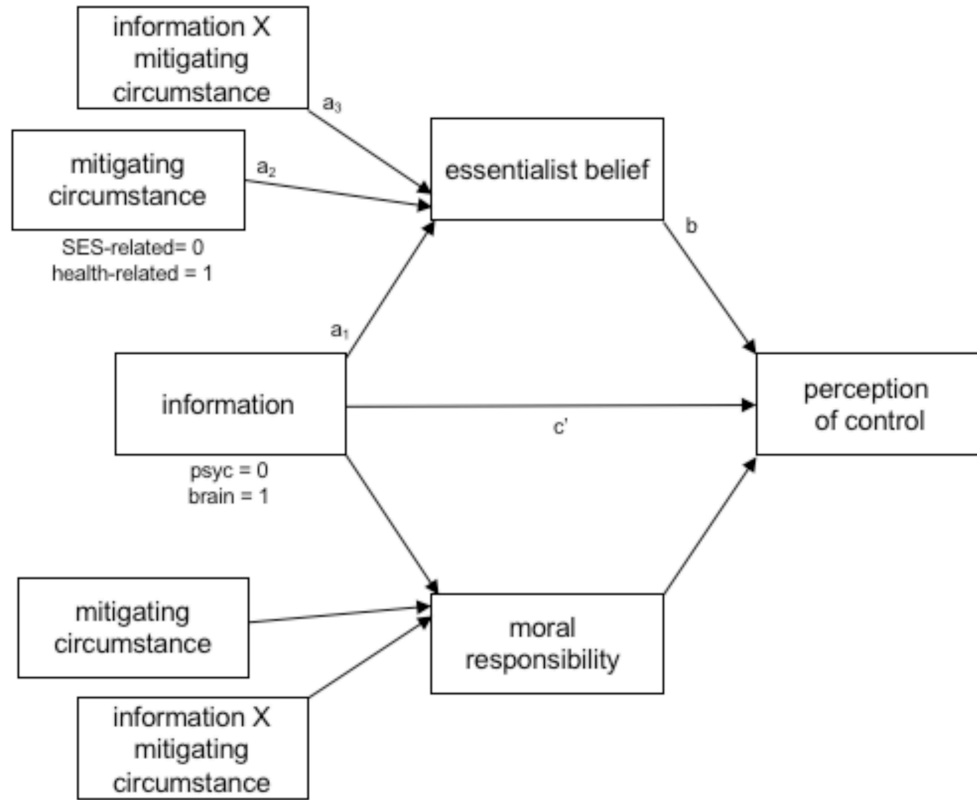 information X
mitigating
circumstance
a3
mitigating
circumstance
a2
essentialist belief
SES-related= 0
health-related = 1
b
a1
information
c'
perception
of control
psyc = 0
brain = 1
mitigating
circumstance
moral
responsibility
information X
mitigating
circumstance